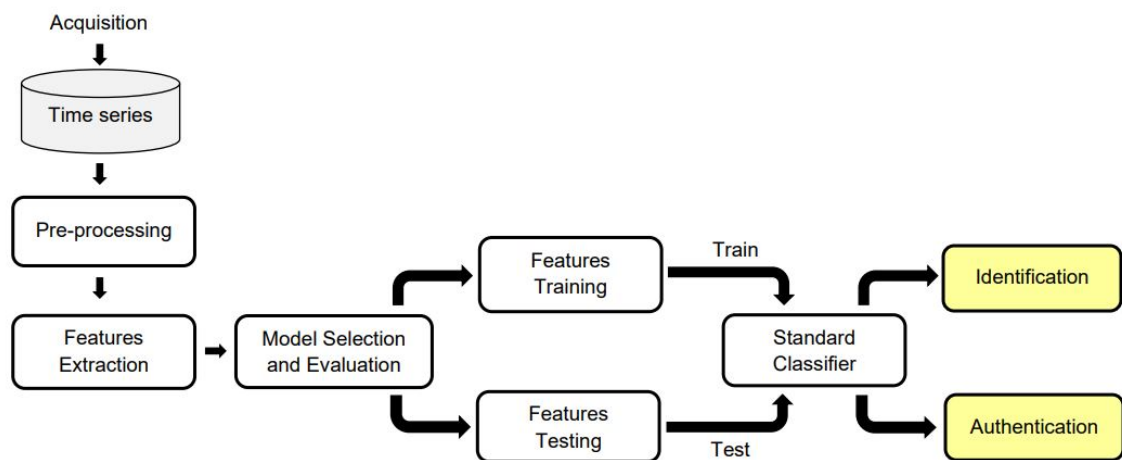 Acquisition
Time series
Pre-processing
Features
Extraction
Model Selection
and Evaluation
Features
Training
Train
Features
Testing
Test
Standard
Classifier
Identification
Authentication